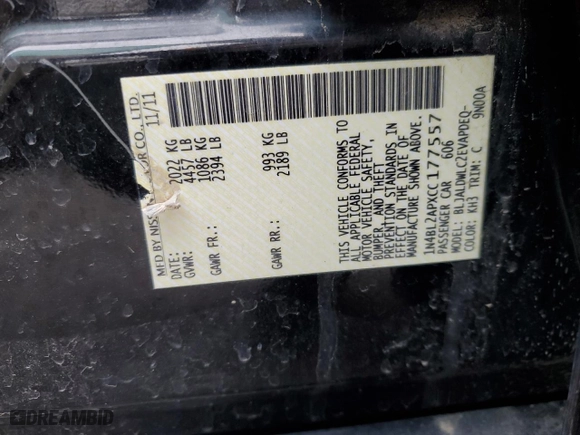 MFD BY NISS OR CO., LTD.
DATE: 11/11
GVWR: 2022 KG
4457 LB
GAWR FR.: 1086 KG
2394 LB
GAWR RR.: 993 KG
2189 LB
THIS VEHICLE CONFORMS TO
ALL APPLICABLE FEDERAL
MOTOR VEHICLE SAFETY,
BUMPER, AND THEFT
PREVENTION STANDARDS IN
EFFECT ON THE DATE OF
MANUFACTURE SHOWN ABOVE.
1N4BL2APXCC177557
PASSENGER CAR 606
MODEL: BLJALDWLC2EVAPDEQ-
COLOR: KH3 TRIM: C 9N00A
DREAMBID